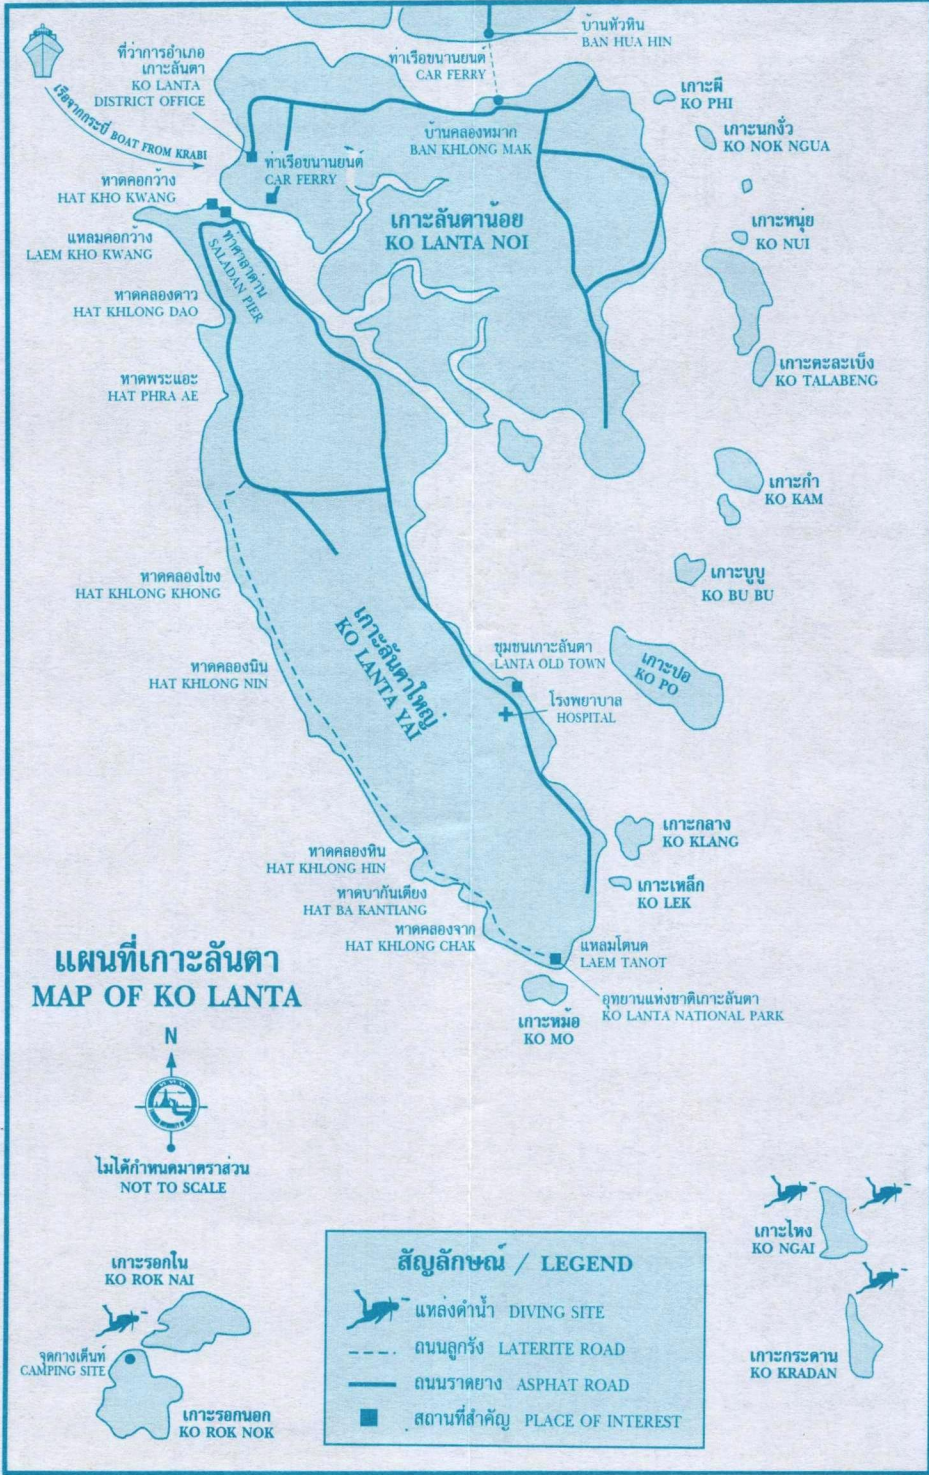 บ้านหัวหิน
BAN HUA HIN
ท่าเรือขนานยนต์
CAR FERRY
ที่ว่าการอำเภอ
เกาะลันตา
KO LANTA
DISTRICT OFFICE
เรือจากกระบี่ BOAT FROM KRABI
เกาะผี
KO PHI
เกาะนกงั่ว
KO NOK NGUA
บ้านคลองหมาก
BAN KHLONG MAK
ท่าเรือขนานยนต์
CAR FERRY
หาดคอกว้าง
HAT KHO KWANG
เกาะลันตาน้อย
KO LANTA NOI
เกาะหนุ่ย
KO NUI
แหลมคอกว้าง
LAEM KHO KWANG
ท่าศาลาด่าน
SALADAN PIER
หาดคลองดาว
HAT KHLONG DAO
เกาะตะละเบ็ง
KO TALABENG
หาดพระแอะ
HAT PHRA AE
เกาะกำ
KO KAM
เกาะบูบู
KO BU BU
หาดคลองโขง
HAT KHLONG KHONG
เกาะลันตาใหญ่
KO LANTA YAI
ชุมชนเกาะลันตา
LANTA OLD TOWN
เกาะปอ
KO PO
หาดคลองนิน
HAT KHLONG NIN
โรงพยาบาล
HOSPITAL
เกาะกลาง
KO KLANG
หาดคลองหิน
HAT KHLONG HIN
เกาะเหล็ก
KO LEK
หาดบากันเตียง
HAT BA KANTIANG
หาดคลองจาก
HAT KHLONG CHAK
แหลมโตนด
LAEM TANOT
อุทยานแห่งชาติเกาะลันตา
KO LANTA NATIONAL PARK
เกาะหม้อ
KO MO
แผนที่เกาะลันตา
MAP OF KO LANTA
N
ไม่ได้กำหนดมาตราส่วน
NOT TO SCALE
เกาะไหง
KO NGAI
เกาะกระดาน
KO KRADAN
เกาะรอกใน
KO ROK NAI
จุดกางเต็นท์
CAMPING SITE
เกาะรอกนอก
KO ROK NOK
สัญลักษณ์ / LEGEND
แหล่งดำน้ำ DIVING SITE
ถนนลูกรัง LATERITE ROAD
ถนนราดยาง ASPHAT ROAD
สถานที่สำคัญ PLACE OF INTEREST